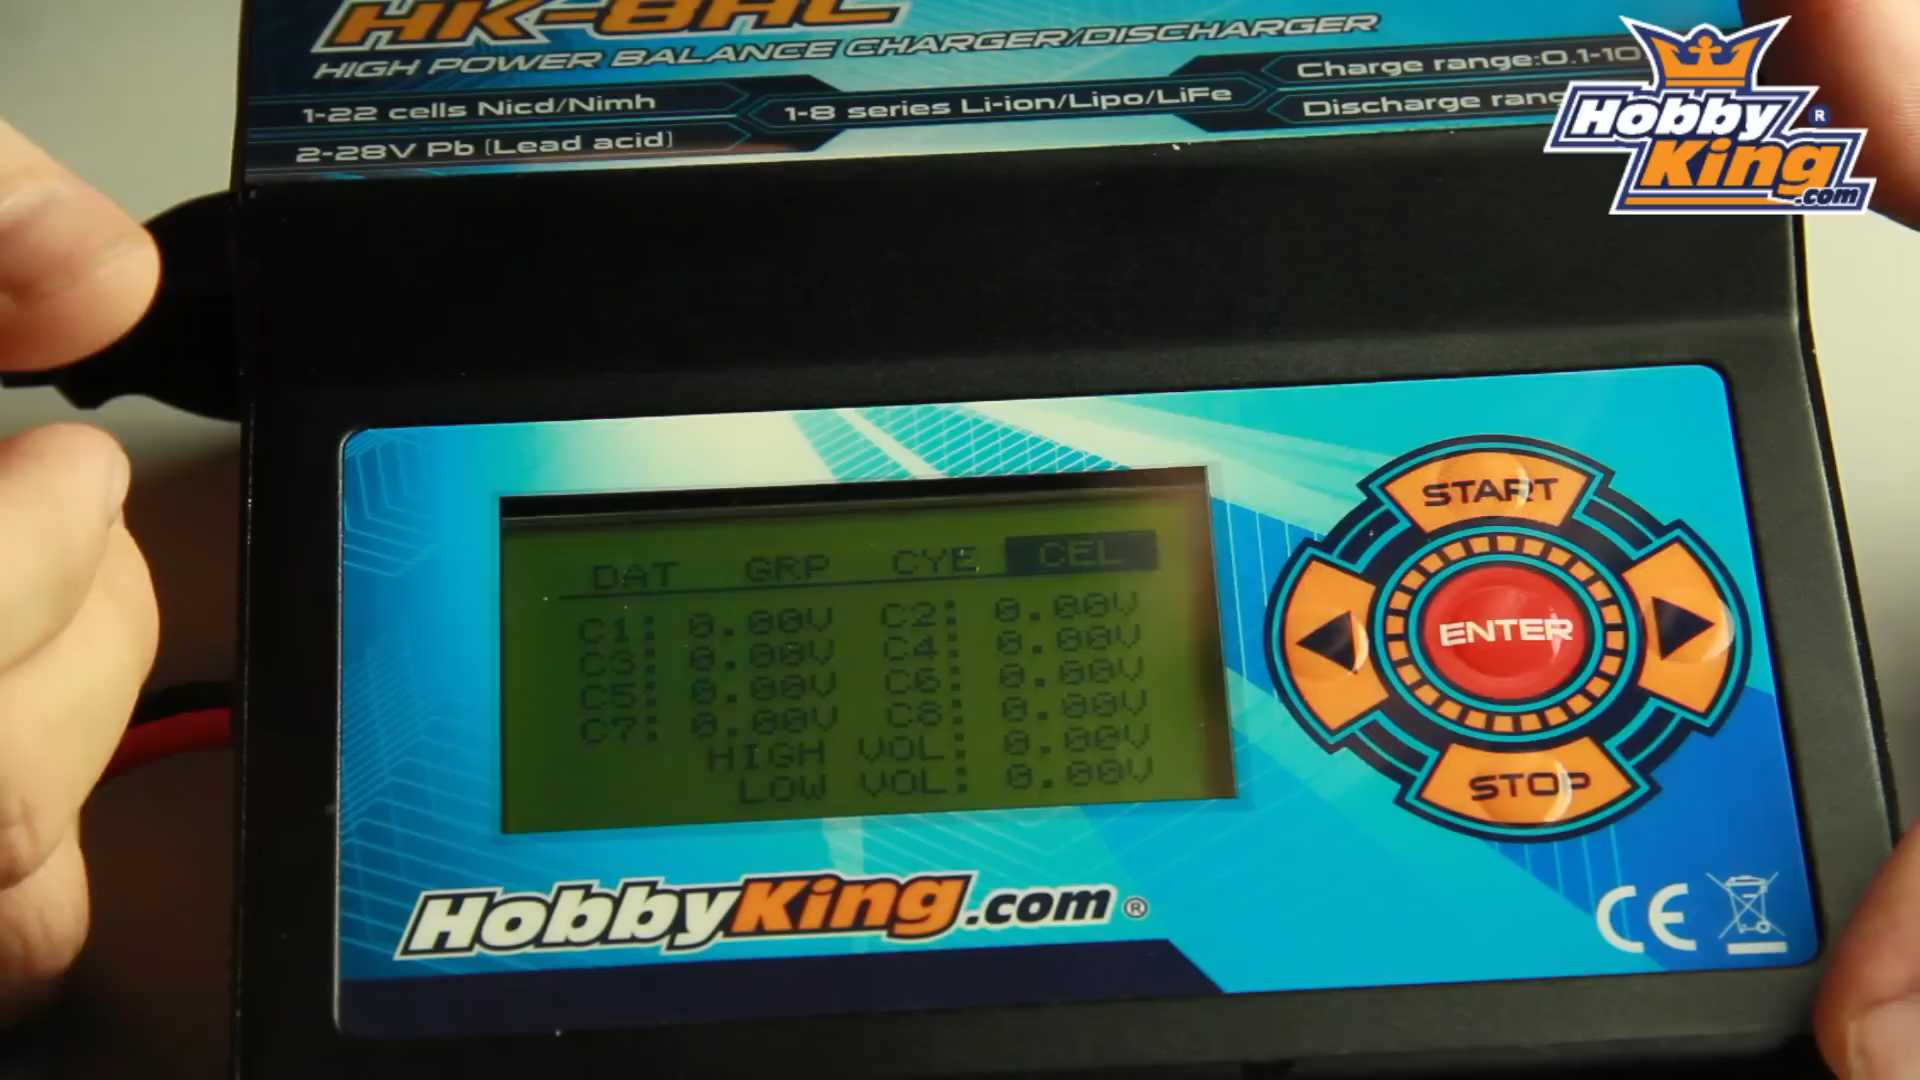 HK-8HC
HIGH POWER BALANCE CHARGER/DISCHARGER
1-22 cells Nicd/Nimh
1-8 series Li-ion/Lipo/LiFe
Charge range:0.1-10
2-28V Pb (Lead acid)
Discharge
Hobby King .com ®
DAT GRP CYE CEL
C1: 0.00V C2: 0.00V
C3: 0.00V C4: 0.00V
C5: 0.00V C6: 0.00V
C7: 0.00V C8: 0.00V
HIGH VOL: 0.00V
LOW VOL: 0.00V
START
ENTER
STOP
HobbyKing.com ®
CE